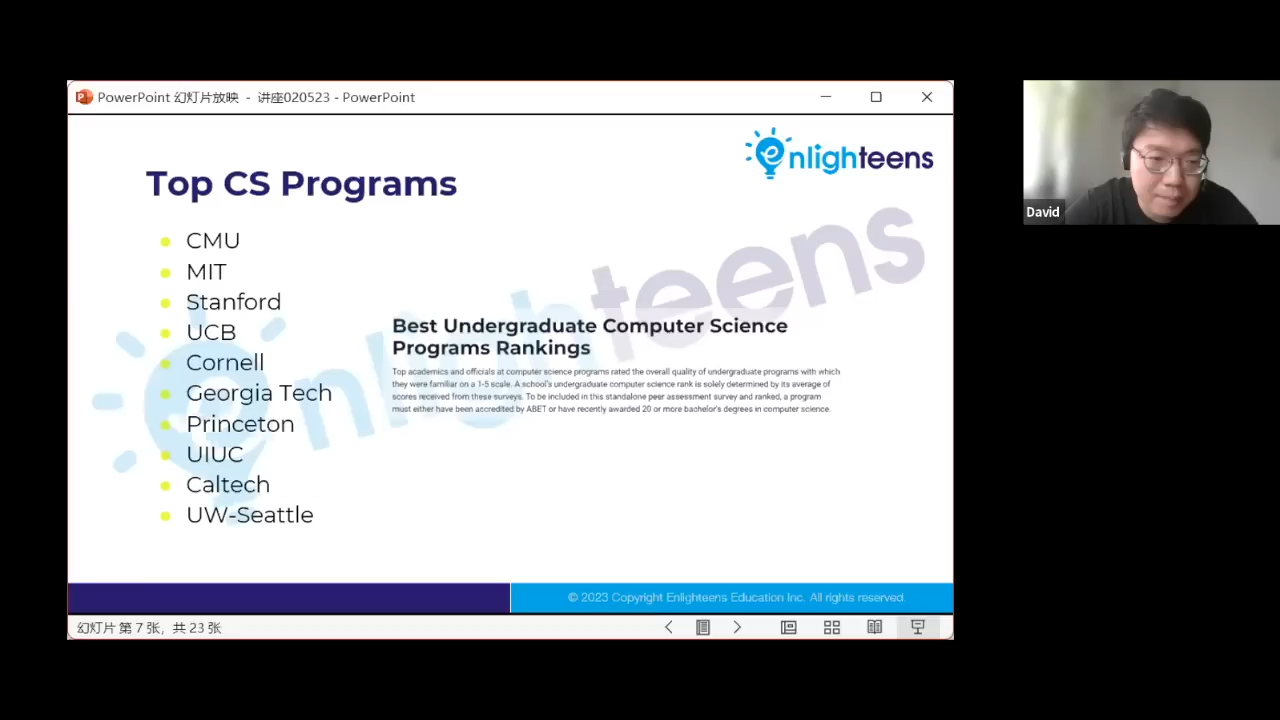 PowerPoint 幻灯片放映 - 讲座020523 - PowerPoint
enlighteens
Top CS Programs
CMU
MIT
Stanford
UCB
Cornell
Georgia Tech
Princeton
UIUC
Caltech
UW-Seattle
enlighteens
Best Undergraduate Computer Science
Programs Rankings
Top academics and officials at computer science programs rated the overall quality of undergraduate programs with which
they were familiar on a 1-5 scale. A school's undergraduate computer science rank is solely determined by its average of
scores received from these surveys. To be included in this standalone peer assessment survey and ranked, a program
must either have been accredited by ABET or have recently awarded 20 or more bachelor's degrees in computer science.
© 2023 Copyright Enlighteens Education Inc. All rights reserved.
幻灯片 第 7 张，共 23 张
David